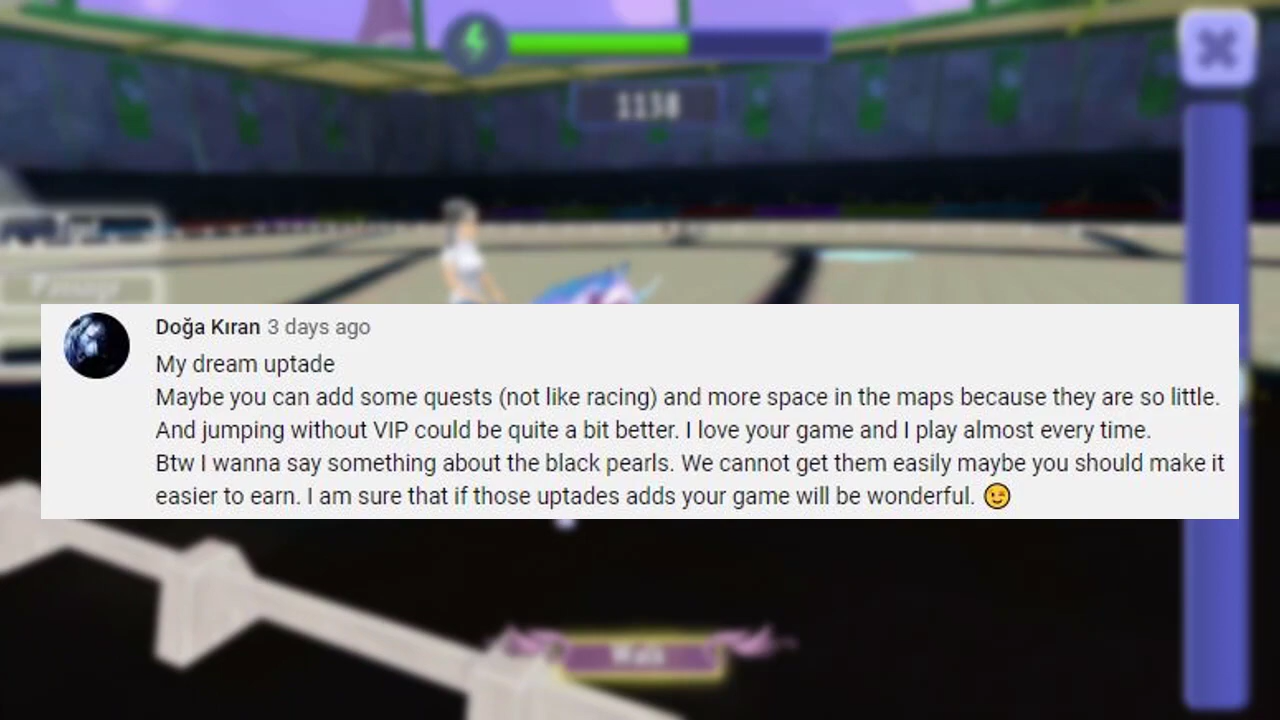 1138
Doğa Kıran 3 days ago
My dream uptade
Maybe you can add some quests (not like racing) and more space in the maps because they are so little.
And jumping without VIP could be quite a bit better. I love your game and I play almost every time.
Btw I wanna say something about the black pearls. We cannot get them easily maybe you should make it
easier to earn. I am sure that if those uptades adds your game will be wonderful. 😉
Walk